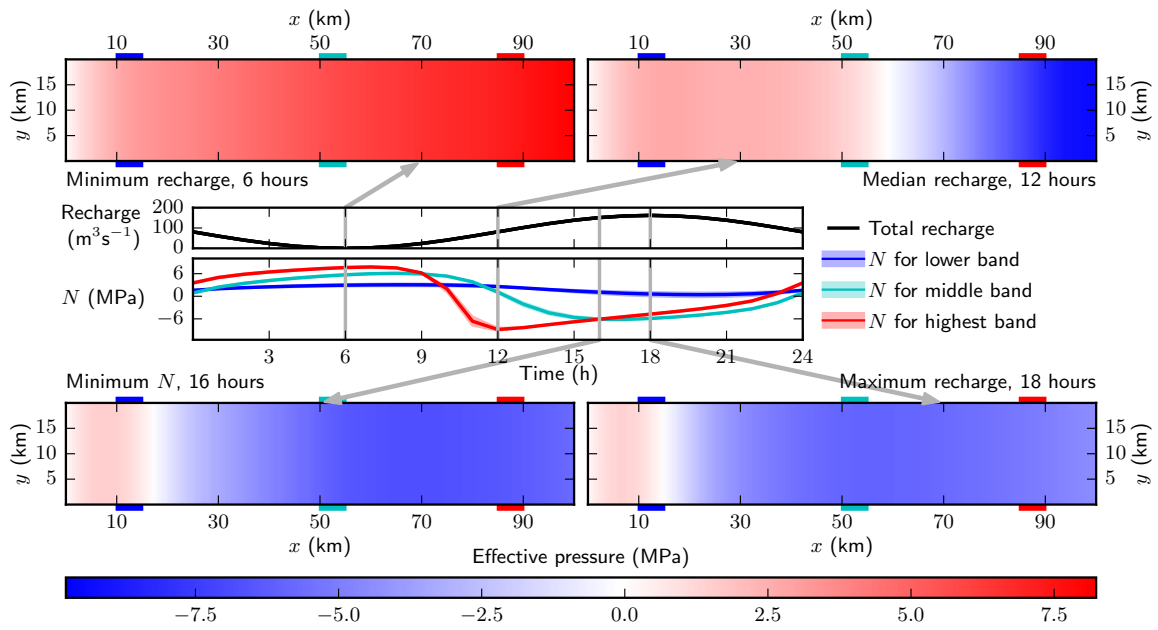 x (km)
x (km)
10 30 50 70 90
10 30 50 70 90
y (km)
15
10
5
15
10
5
y (km)
Minimum recharge, 6 hours
Median recharge, 12 hours
Recharge
(m³s⁻¹)
200
100
0
N (MPa)
6
0
−6
3 6 9 12 15 18 21 24
Time (h)
Total recharge
N for lower band
N for middle band
N for highest band
Minimum N, 16 hours
Maximum recharge, 18 hours
y (km)
15
10
5
15
10
5
y (km)
10 30 50 70 90
10 30 50 70 90
x (km)
x (km)
Effective pressure (MPa)
−7.5 −5.0 −2.5 0.0 2.5 5.0 7.5